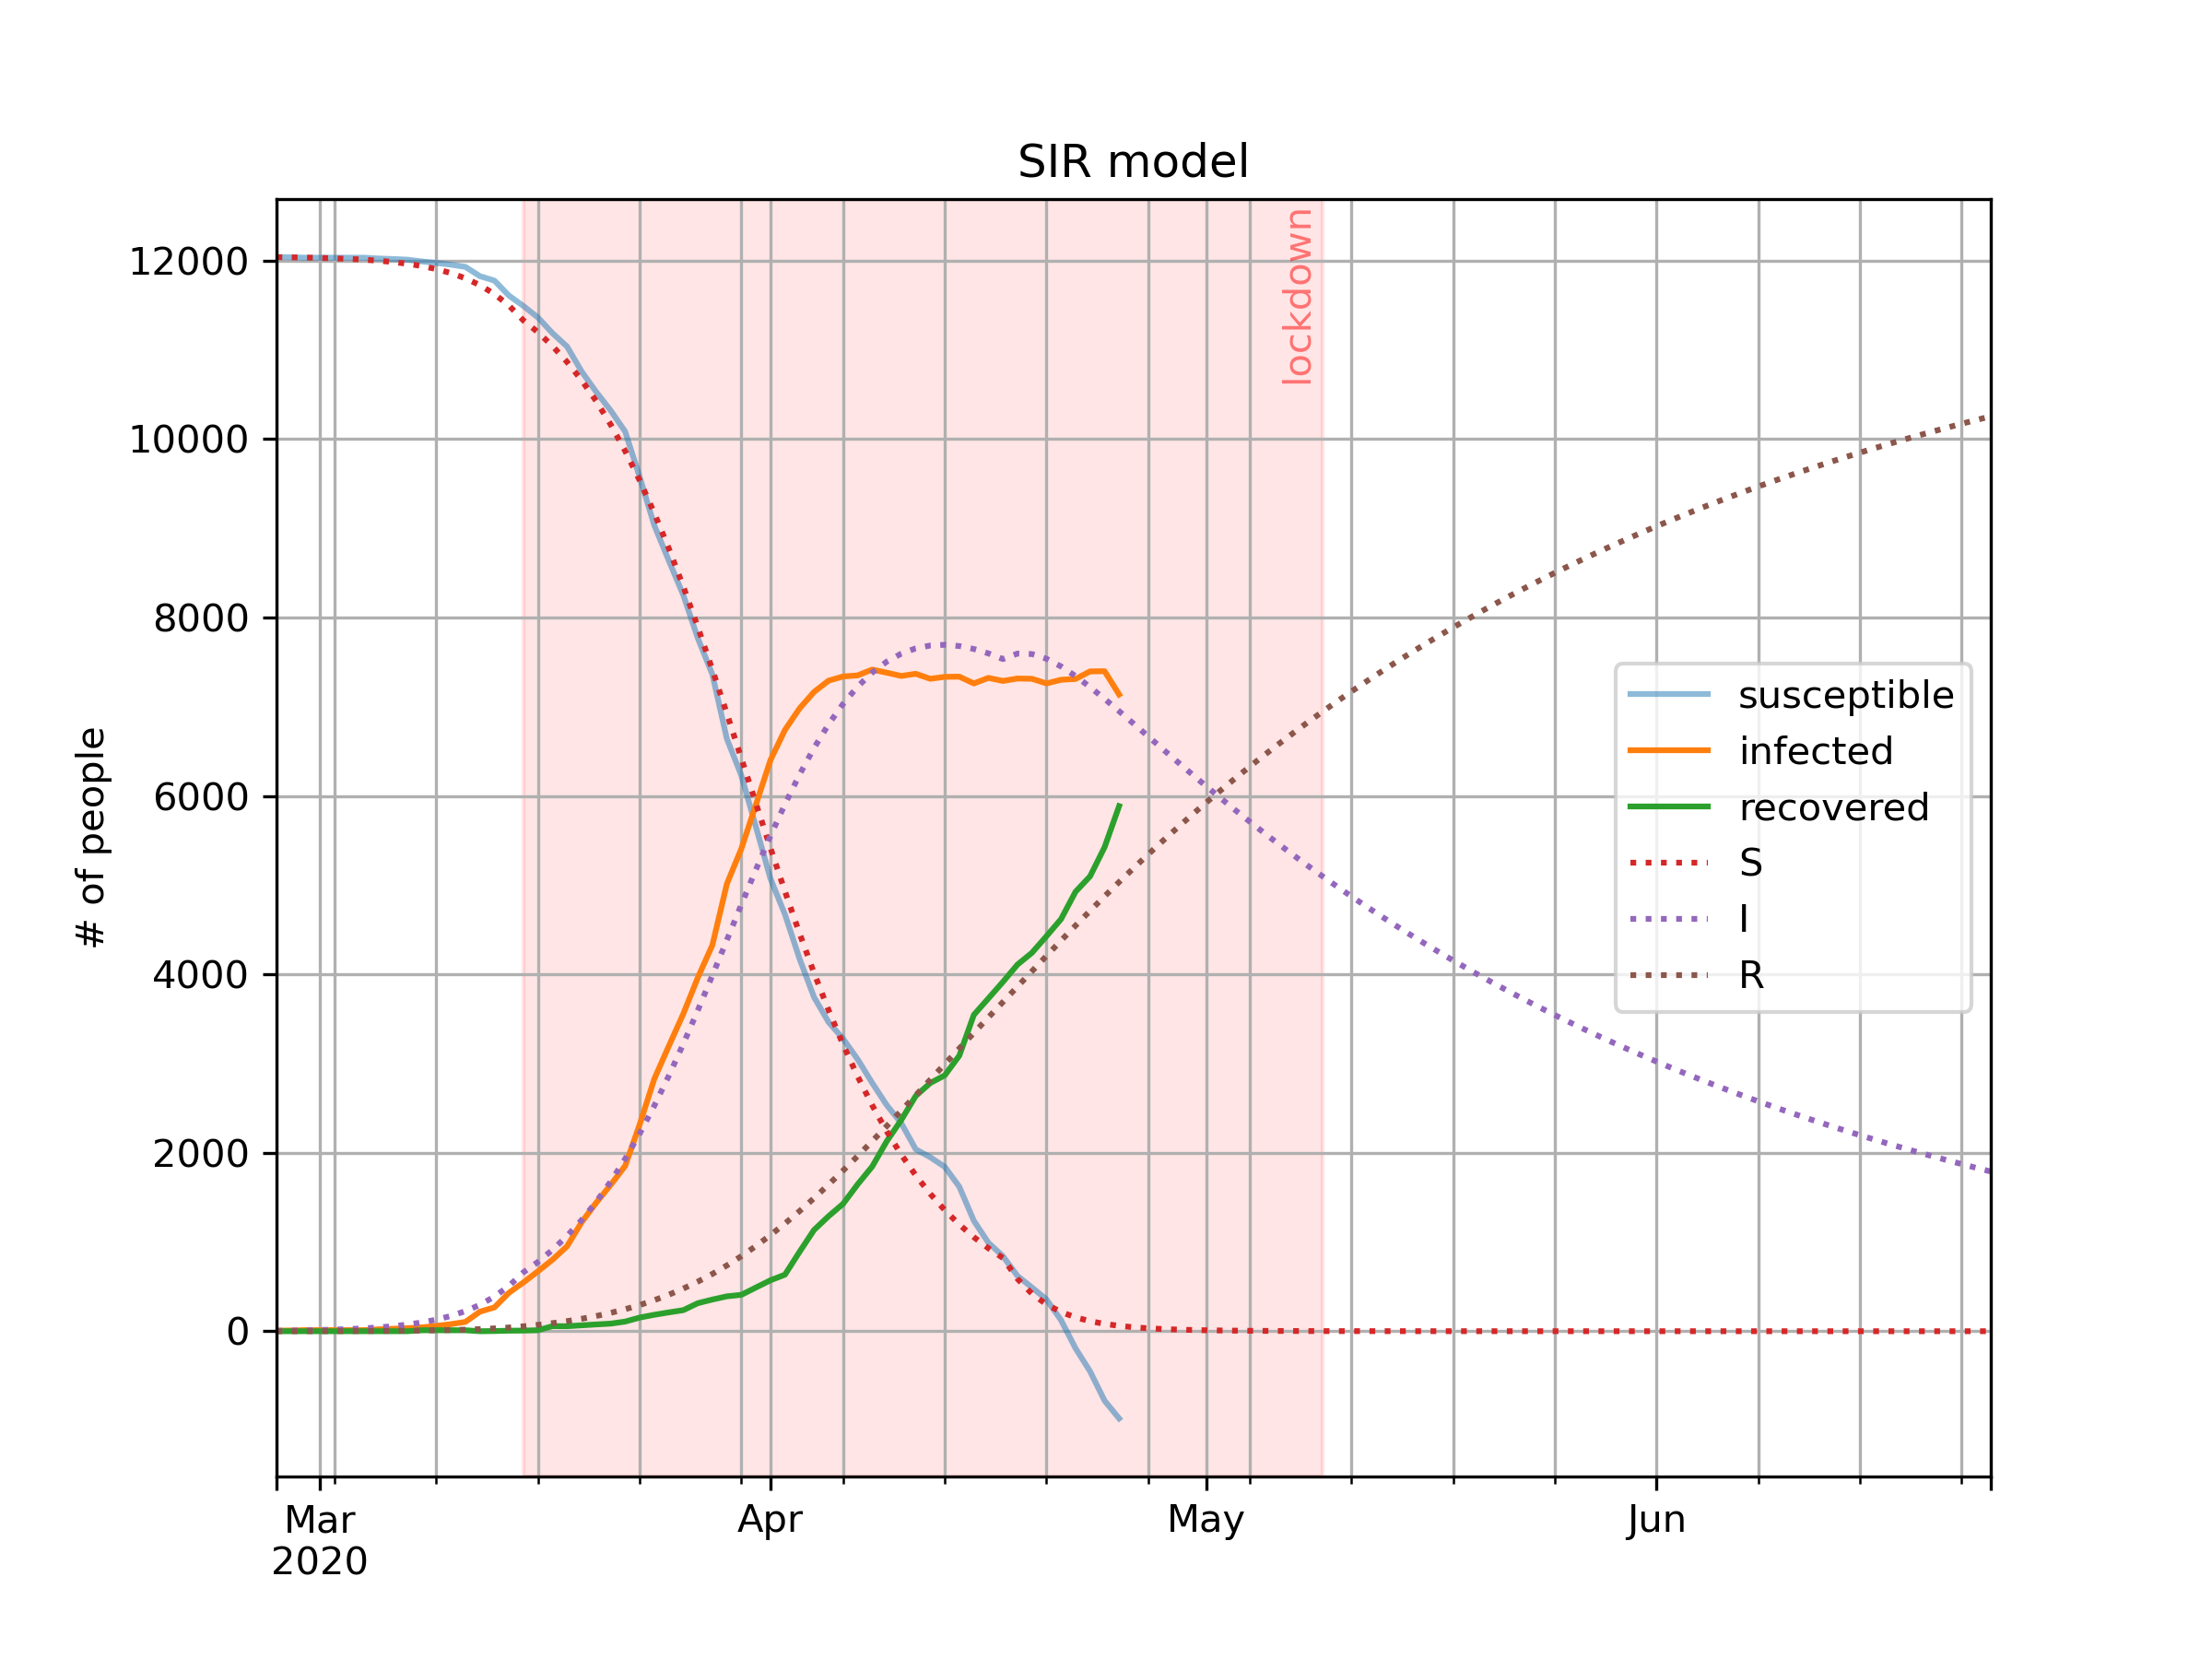 SIR model
12000
10000
8000
6000
4000
2000
0
# of people
lockdown
susceptible
infected
recovered
S
I
R
Mar
2020
Apr
May
Jun